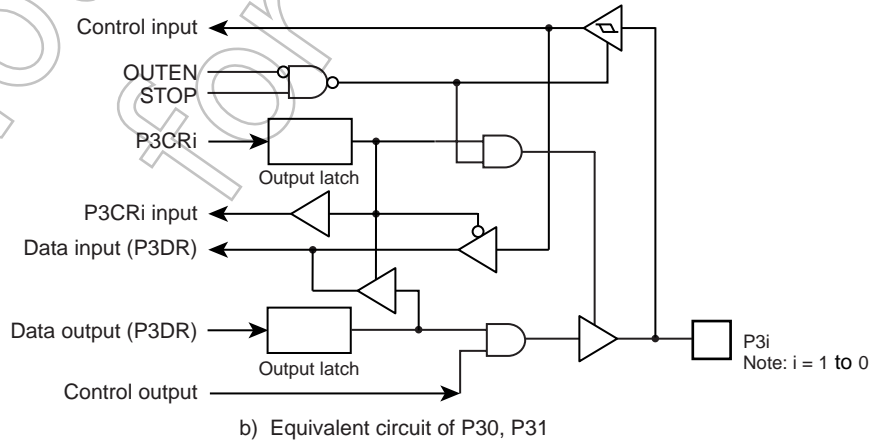 Control input
OUTEN
STOP
P3CRi
Output latch
P3CRi input
Data input (P3DR)
Data output (P3DR)
Output latch
Control output
P3i
Note: i = 1 to 0
b) Equivalent circuit of P30, P31
for